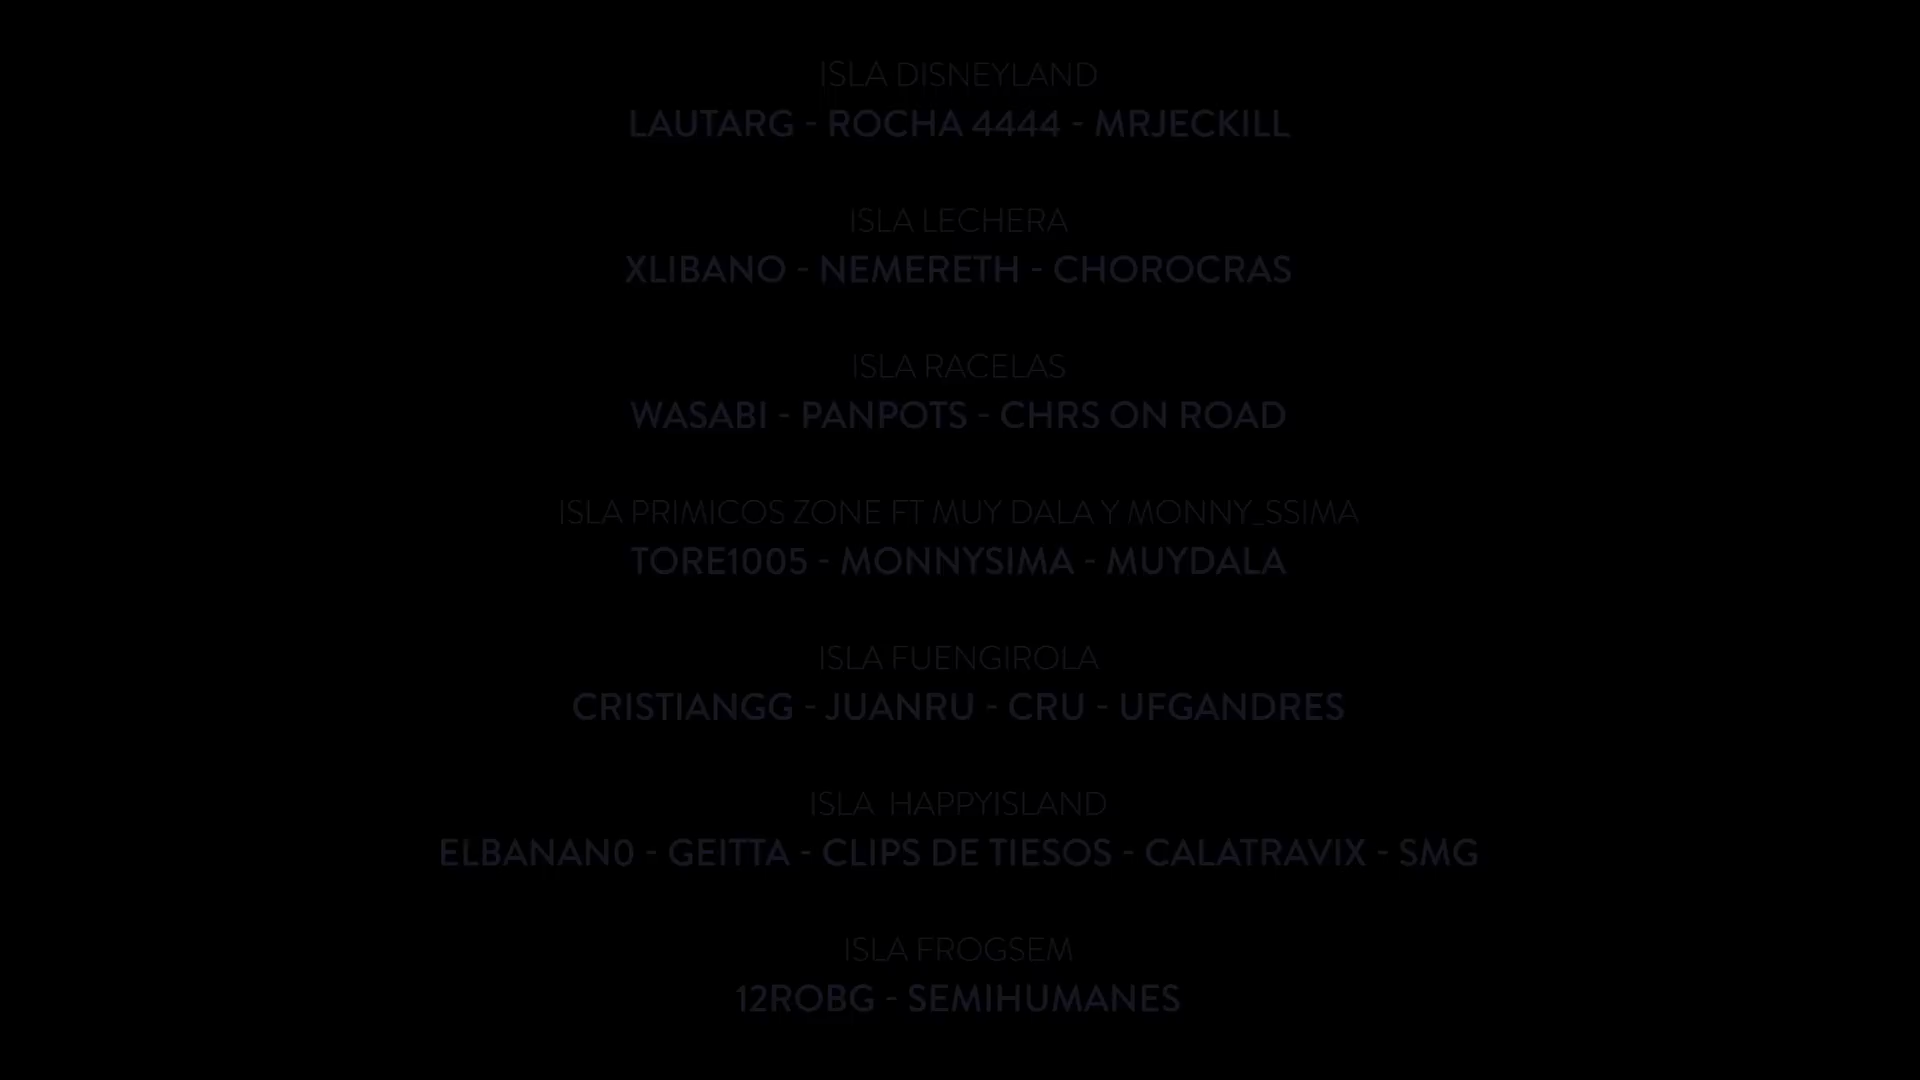 ISLA DISNEYLAND
LAUTARG - ROCHA 4444 - MRJECKILL
ISLA LECHERA
XLIBANO - NEMERETH - CHOROCRAS
ISLA RACELAS
WASABI - PANPOTS - CHRS ON ROAD
ISLA PRIMICOS ZONE FT MUY DALA Y MONNY_SSIMA
TORE1005 - MONNYSIMA - MUYDALA
ISLA FUENGIROLA
CRISTIANGG - JUANRU - CRU - UFGANDRES
ISLA  HAPPYISLAND
ELBANAN0 - GEITTA - CLIPS DE TIESOS - CALATRAVIX - SMG
ISLA FROGSEM
12ROBG - SEMIHUMANES